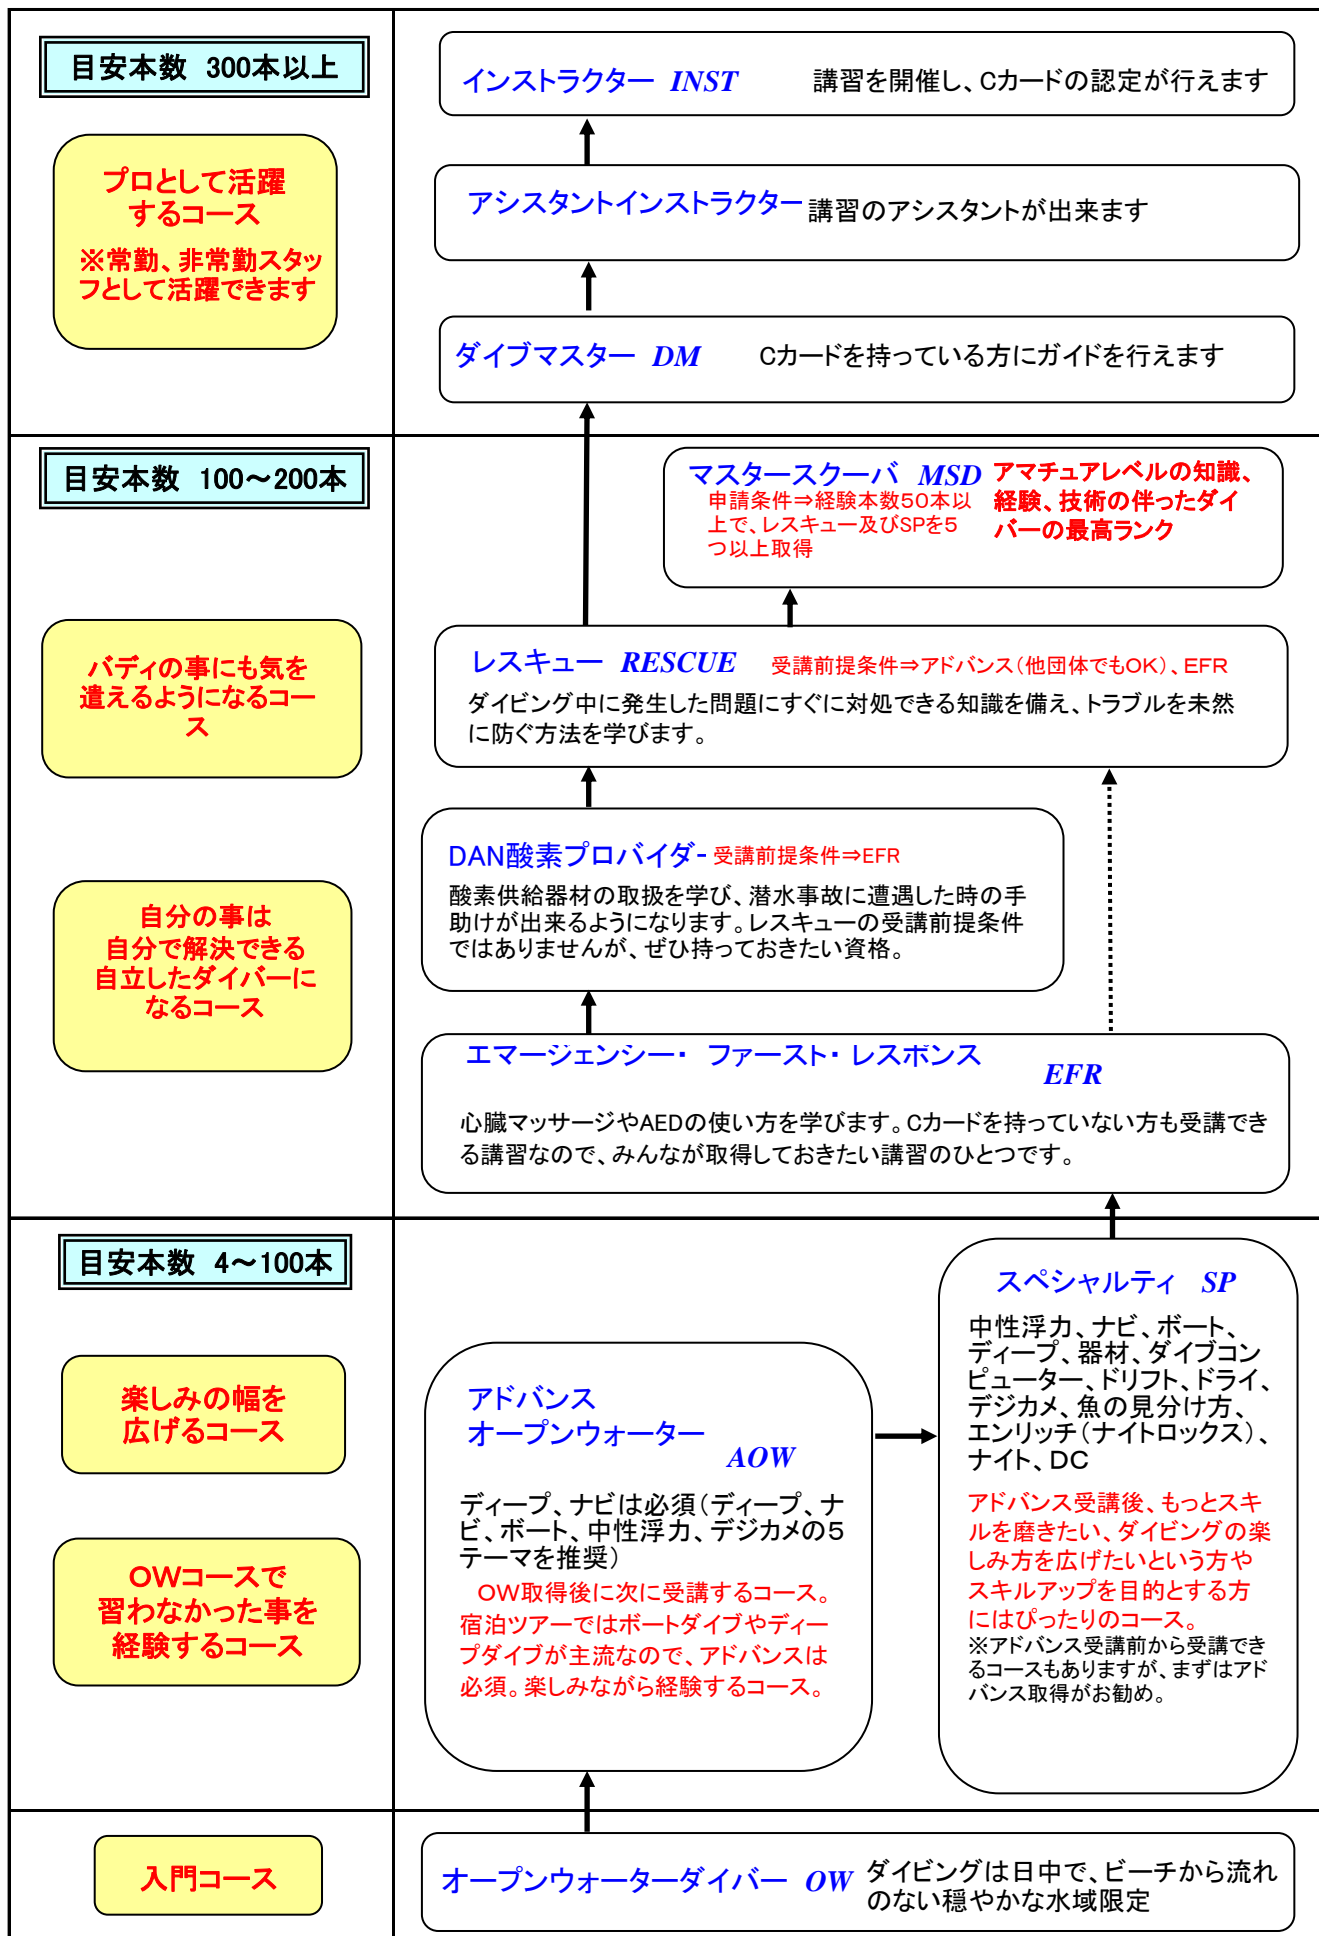 目安本数 300本以上
プロとして活躍
するコース
※常勤、非常勤スタッ
フとして活躍できます
インストラクター INST 講習を開催し、Cカードの認定が行えます
アシスタントインストラクター 講習のアシスタントが出来ます
ダイブマスター DM Cカードを持っている方にガイドを行えます
目安本数 100～200本
バディの事にも気を
遣えるようになるコー
ス
自分の事は
自分で解決できる
自立したダイバーに
なるコース
マスタースクーバ MSD
申請条件⇒経験本数50本以
上で、レスキュー及びSPを5
つ以上取得
アマチュアレベルの知識、
経験、技術の伴ったダイ
バーの最高ランク
レスキュー RESCUE 受講前提条件⇒アドバンス（他団体でもOK）、EFR
ダイビング中に発生した問題にすぐに対処できる知識を備え、トラブルを未然
に防ぐ方法を学びます。
DAN酸素プロバイダ- 受講前提条件⇒EFR
酸素供給器材の取扱を学び、潜水事故に遭遇した時の手
助けが出来るようになります。レスキューの受講前提条件
ではありませんが、ぜひ持っておきたい資格。
エマージェンシー・ ファースト・レスポンス
EFR
心臓マッサージやAEDの使い方を学びます。Cカードを持っていない方も受講でき
る講習なので、みんなが取得しておきたい講習のひとつです。
目安本数 4～100本
楽しみの幅を
広げるコース
OWコースで
習わなかった事を
経験するコース
アドバンス
オープンウォーター
AOW
ディープ、ナビは必須（ディープ、ナ
ビ、ボート、中性浮力、デジカメの5
テーマを推奨）
OW取得後に次に受講するコース。
宿泊ツアーではボートダイブやディー
プダイブが主流なので、アドバンスは
必須。楽しみながら経験するコース。
スペシャルティ SP
中性浮力、ナビ、ボート、
ディープ、器材、ダイブコン
ピューター、ドリフト、ドライ、
デジカメ、魚の見分け方、
エンリッチ（ナイトロックス）、
ナイト、DC
アドバンス受講後、もっとスキ
ルを磨きたい、ダイビングの楽
しみ方を広げたいという方や
スキルアップを目的とする方
にはぴったりのコース。
※アドバンス受講前から受講でき
るコースもありますが、まずはアド
バンス取得がお勧め。
入門コース
オープンウォーターダイバー OW
ダイビングは日中で、ビーチから流れ
のない穏やかな水域限定